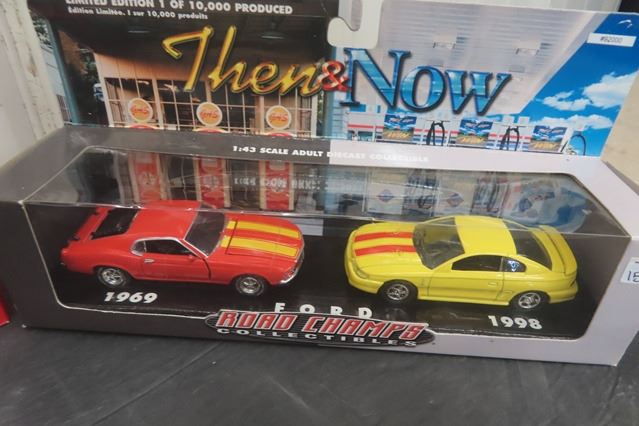 LIMITED EDITION 1 OF 10,000 PRODUCED
Édition Limitée. 1 sur 10,000 produits
#92000
Then & Now
1:43 SCALE ADULT DIECAST COLLECTIBLE
1969
FORD
ROAD CHAMPS
COLLECTIBLES
1998